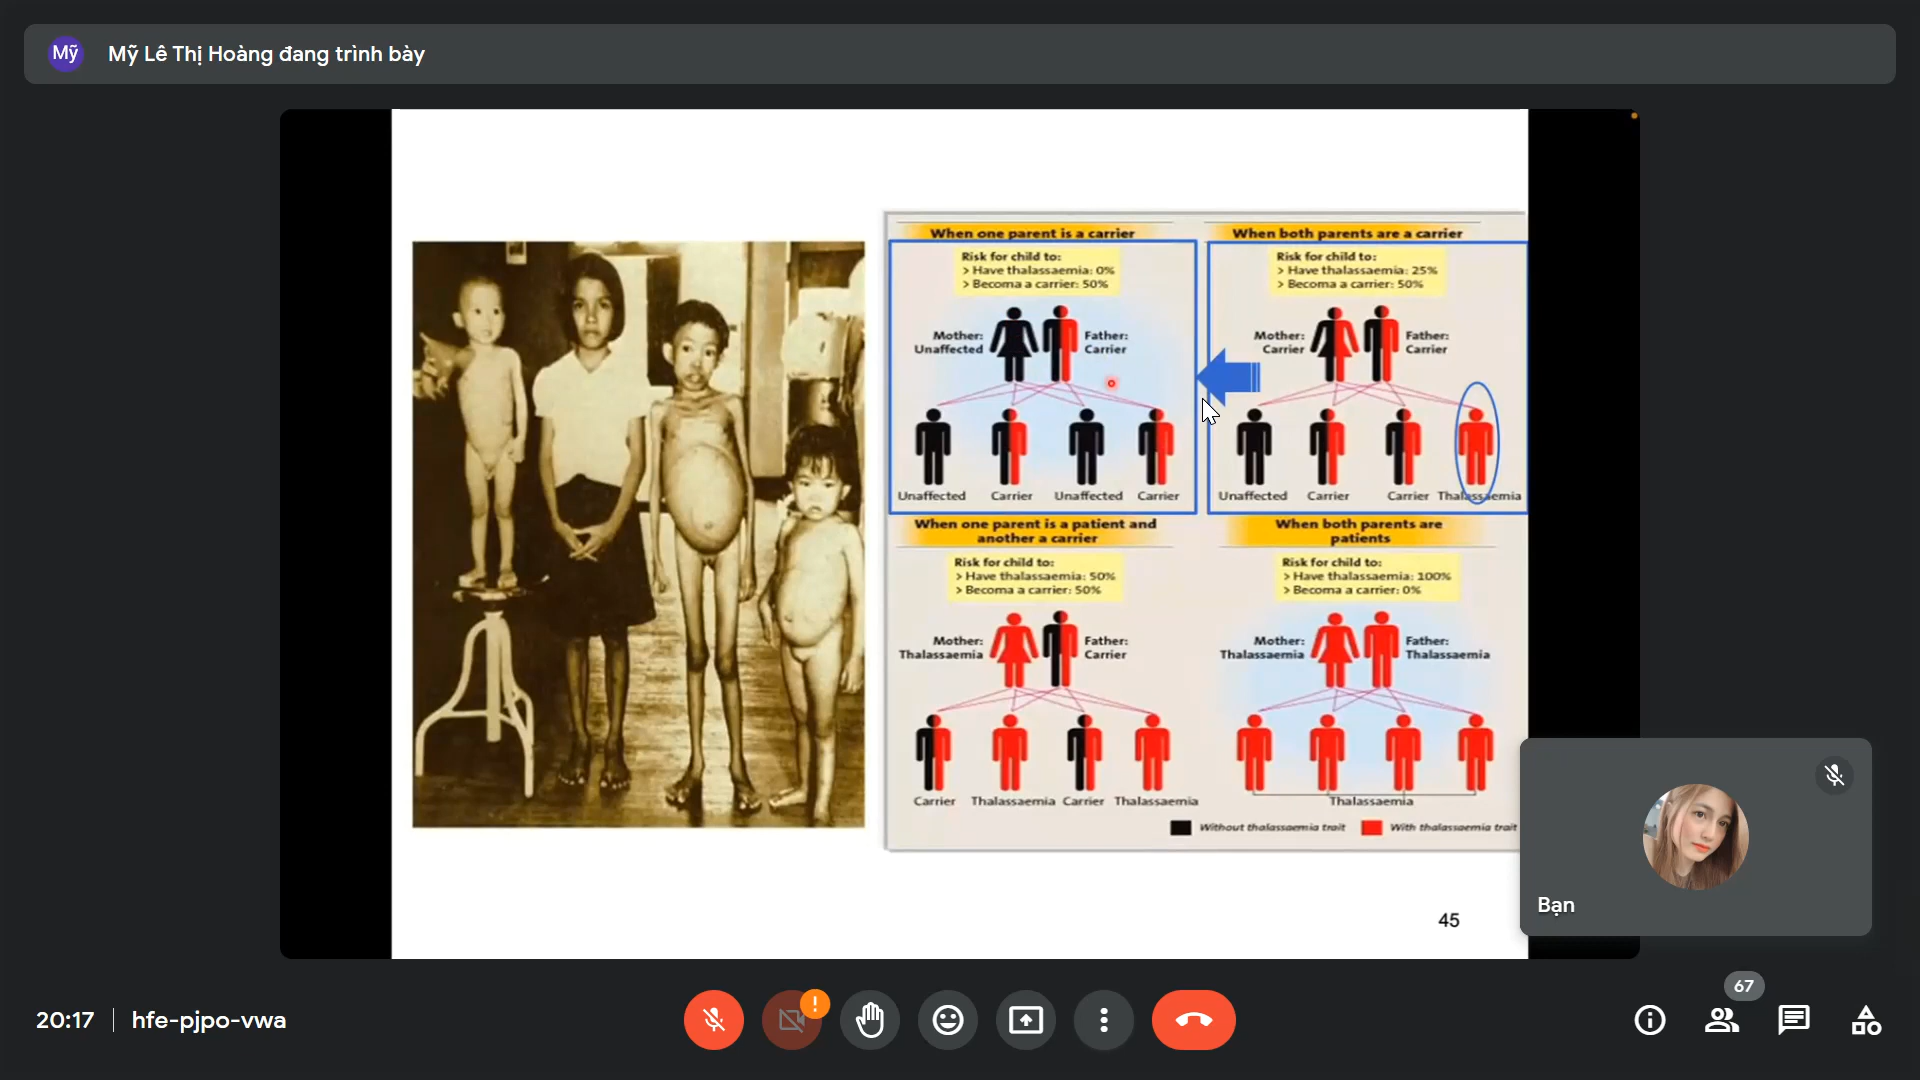 Mỹ
Mỹ Lê Thị Hoàng đang trình bày
When one parent is a carrier
Risk for child to:
> Have thalassaemia: 0%
> Becoma a carrier: 50%
Mother:
Unaffected
Father:
Carrier
Unaffected Carrier Unaffected Carrier
When both parents are a carrier
Risk for child to:
> Have thalassaemia: 25%
> Becoma a carrier: 50%
Mother:
Carrier
Father:
Carrier
Unaffected Carrier Carrier Thalassaemia
When one parent is a patient and
another a carrier
Risk for child to:
> Have thalassaemia: 50%
> Becoma a carrier: 50%
Mother:
Thalassaemia
Father:
Carrier
Carrier Thalassaemia Carrier Thalassaemia
When both parents are
patients
Risk for child to:
> Have thalassaemia: 100%
> Becoma a carrier: 0%
Mother:
Thalassaemia
Father:
Thalassaemia
Thalassaemia
Without thalassaemia trait With thalassaemia trait
45
Bạn
20:17 hfe-pjpo-vwa
!
67